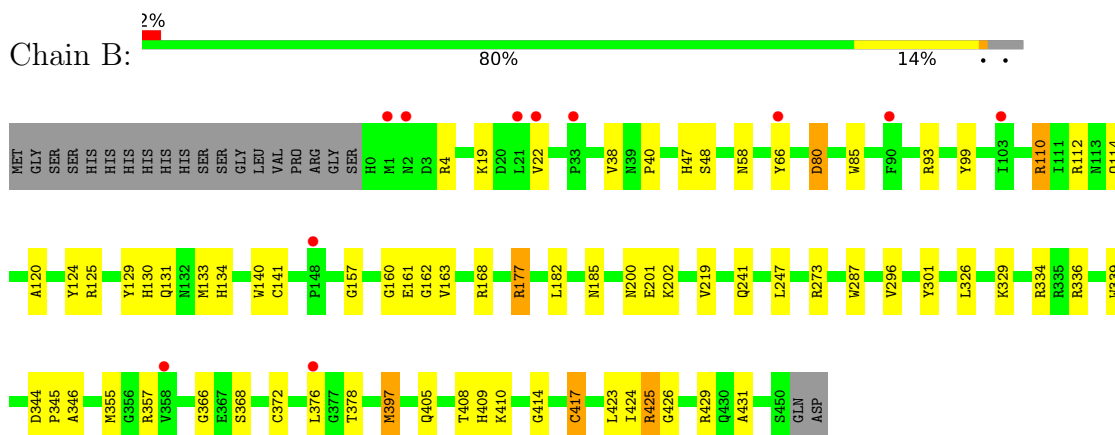 2%
Chain B:
80% 14% • •
MET GLY SER SER HIS HIS HIS HIS HIS HIS SER SER GLY LEU VAL PRO ARG GLY SER H0 M1 N2 D3 R4 K19 D20 L21 V22 P33 V38 N39 P40 H47 S48 N58 Y66 D80 W85 F90 R93 Y99 I103 R110 I111 R112 N113 Q114
A120 Y124 R125 Y129 H130 Q131 N132 M133 H134 W140 C141 P148 G157 G160 E161 G162 V163 R168 R177 L182 N185 N200 E201 K202 V219 Q241 L247 R273 W287 V296 Y301 L326 K329 R334 R335 R336
D344 P345 A346 M355 G356 R357 V358 G366 E367 S368 C372 L376 G377 T378 M397 Q405 T408 H409 K410 G414 C417 L423 I424 R425 G426 R429 Q430 A431 S450 GLN ASP